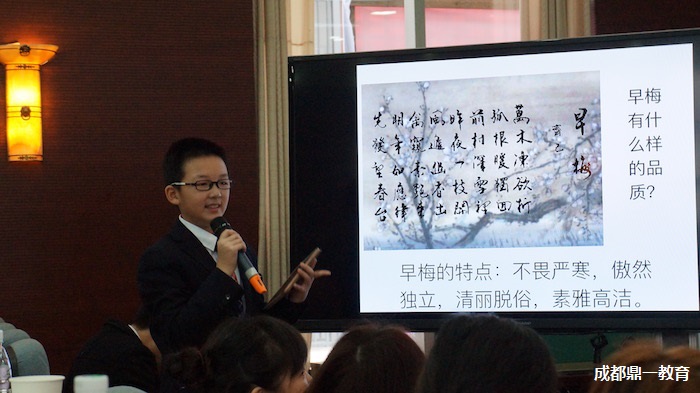 早梅
齊己
萬木凍欲折
孤根暖獨回
前村深雪裡
昨夜一枝開
風遞幽香出
禽窺素艷來
明年如應律
先發望春台
早梅
有什
么样
的品
质？
早梅的特点：不畏严寒，傲然
独立，清丽脱俗，素雅高洁。
成都鼎一教育